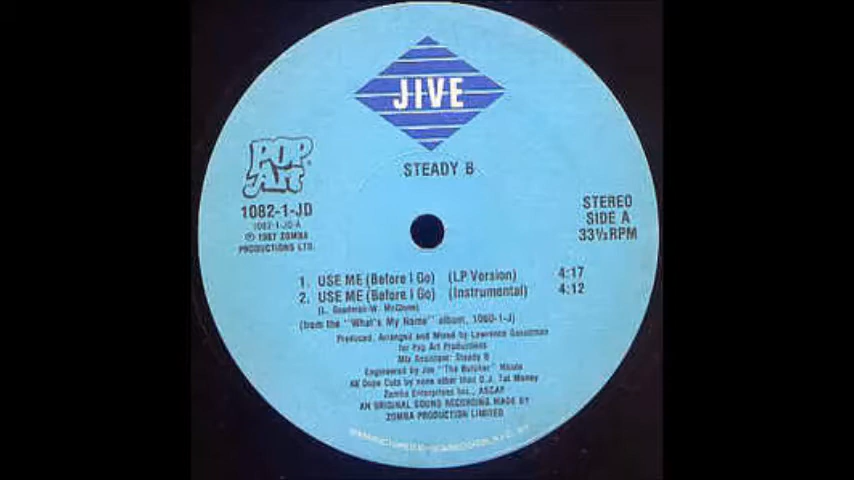 JIVE
POP ART
STEADY B
1082-1-JD
1082-1-JD-A
℗ 1987 ZOMBA
PRODUCTIONS LTD.
STEREO
SIDE A
33⅓ RPM
1. USE ME (Before I Go) (LP Version) 4:17
2. USE ME (Before I Go) (Instrumental) 4:12
(L. Goodman-W. McGlone)
(from the "What's My Name" album, 1060-1-J)
Produced, Arranged and Mixed by Lawrence Goodman
for Pop Art Productions
Mix Assistant: Steady B
Engineered by Joe "The Butcher"
All Dope Cuts by none other than D.J. Tat Money
Zomba Enterprises Inc., ASCAP
AN ORIGINAL SOUND RECORDING MADE BY
ZOMBA PRODUCTION LIMITED